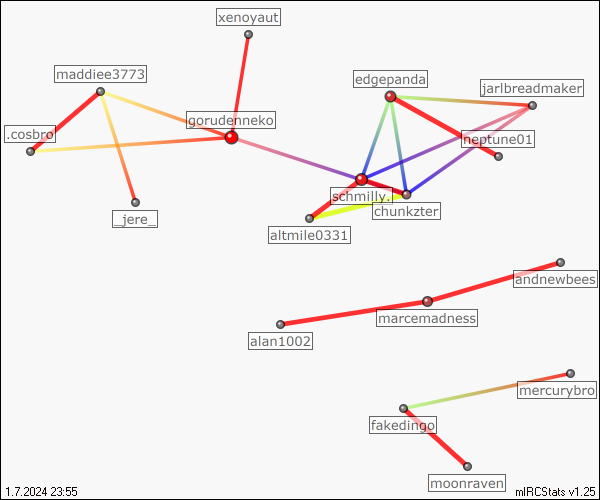 xenoyaut
maddiee3773
edgepanda
jarlbreadmaker
gorudenneko
.cosbro
neptune01
schmilly.
chunkzter
_jere_
altmile0331
andnewbees
marcemadness
alan1002
mercurybro
fakedingo
moonraven
1.7.2024 23:55
mIRCStats v1.25